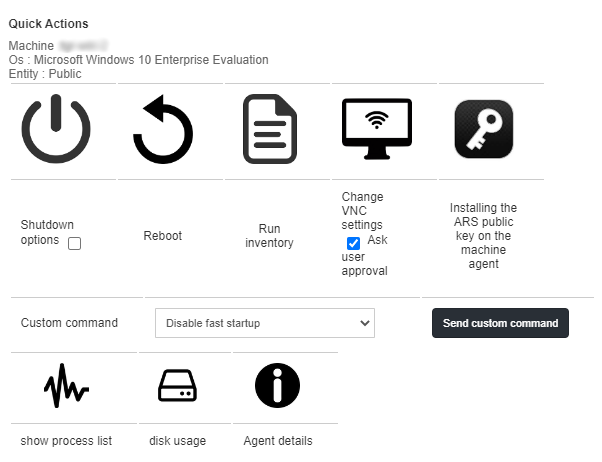 Quick Actions
Machine
Os : Microsoft Windows 10 Enterprise Evaluation
Entity : Public
Shutdown
options
Reboot
Run
inventory
Change
VNC
settings
Ask
user
approval
Installing the
ARS public
key on the
machine
agent
Custom command
Disable fast startup
Send custom command
show process list
disk usage
Agent details